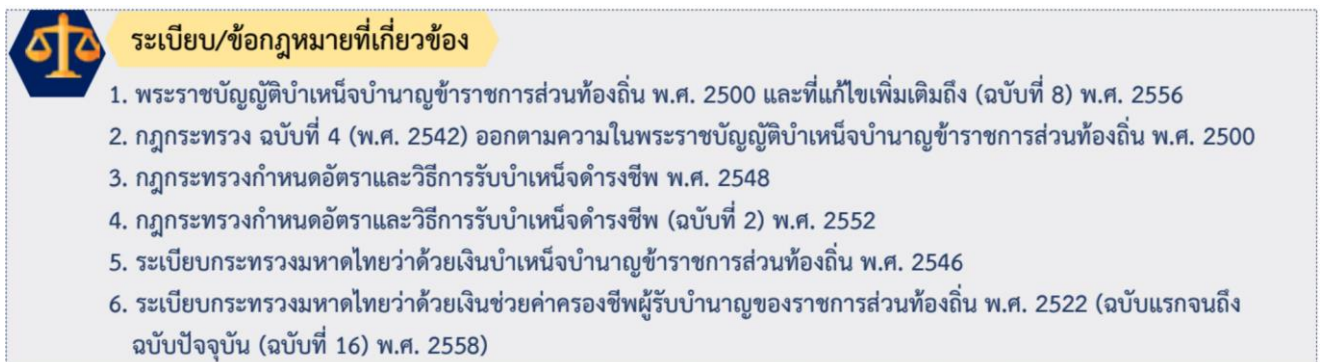 ระเบียบ/ข้อกฎหมายที่เกี่ยวข้อง
1. พระราชบัญญัติบำเหน็จบำนาญข้าราชการส่วนท้องถิ่น พ.ศ. 2500 และที่แก้ไขเพิ่มเติมถึง (ฉบับที่ 8) พ.ศ. 2556
2. กฎกระทรวง ฉบับที่ 4 (พ.ศ. 2542) ออกตามความในพระราชบัญญัติบำเหน็จบำนาญข้าราชการส่วนท้องถิ่น พ.ศ. 2500
3. กฎกระทรวงกำหนดอัตราและวิธีการรับบำเหน็จดำรงชีพ พ.ศ. 2548
4. กฎกระทรวงกำหนดอัตราและวิธีการรับบำเหน็จดำรงชีพ (ฉบับที่ 2) พ.ศ. 2552
5. ระเบียบกระทรวงมหาดไทยว่าด้วยเงินบำเหน็จบำนาญข้าราชการส่วนท้องถิ่น พ.ศ. 2546
6. ระเบียบกระทรวงมหาดไทยว่าด้วยเงินช่วยค่าครองชีพผู้รับบำนาญของราชการส่วนท้องถิ่น พ.ศ. 2522 (ฉบับแรกจนถึง
ฉบับปัจจุบัน (ฉบับที่ 16) พ.ศ. 2558)